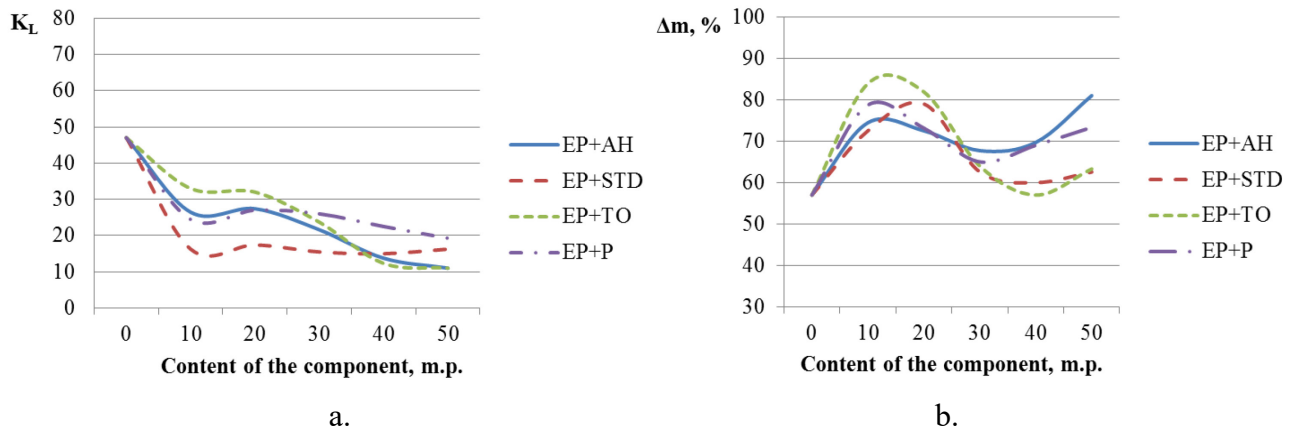 K_L
80
70
60
50
40
30
20
10
0
0 10 20 30 40 50
Content of the component, m.p.
EP+AH
EP+STD
EP+TO
EP+P
a.
Δm, %
100
90
80
70
60
50
40
30
0 10 20 30 40 50
Content of the component, m.p.
EP+AH
EP+STD
EP+TO
EP+P
b.